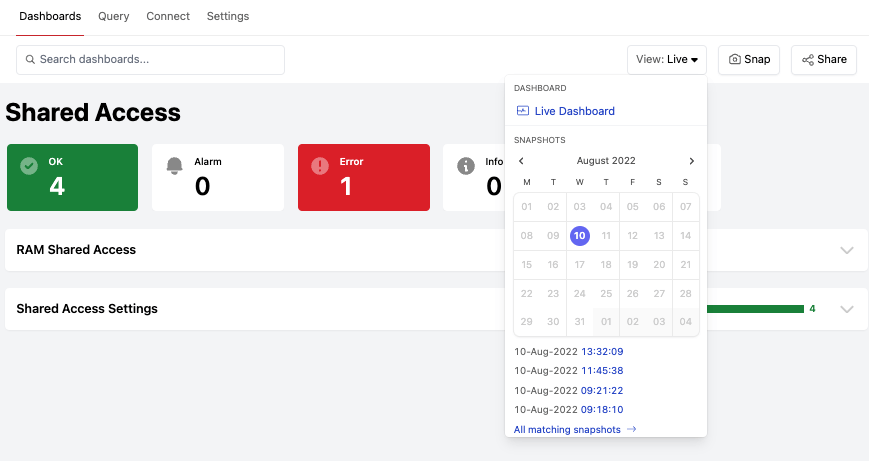 Dashboards Query Connect Settings
Search dashboards...
View: Live Snap Share
DASHBOARD
Live Dashboard
Shared Access
SNAPSHOTS
August 2022
OK
4
Alarm
0
Error
1
Info
0
M T W T F S S
01 02 03 04 05 06 07
08 09 10 11 12 13 14
15 16 17 18 19 20 21
22 23 24 25 26 27 28
29 30 31 01 02 03 04
RAM Shared Access
Shared Access Settings
4
10-Aug-2022 13:32:09
10-Aug-2022 11:45:38
10-Aug-2022 09:21:22
10-Aug-2022 09:18:10
All matching snapshots